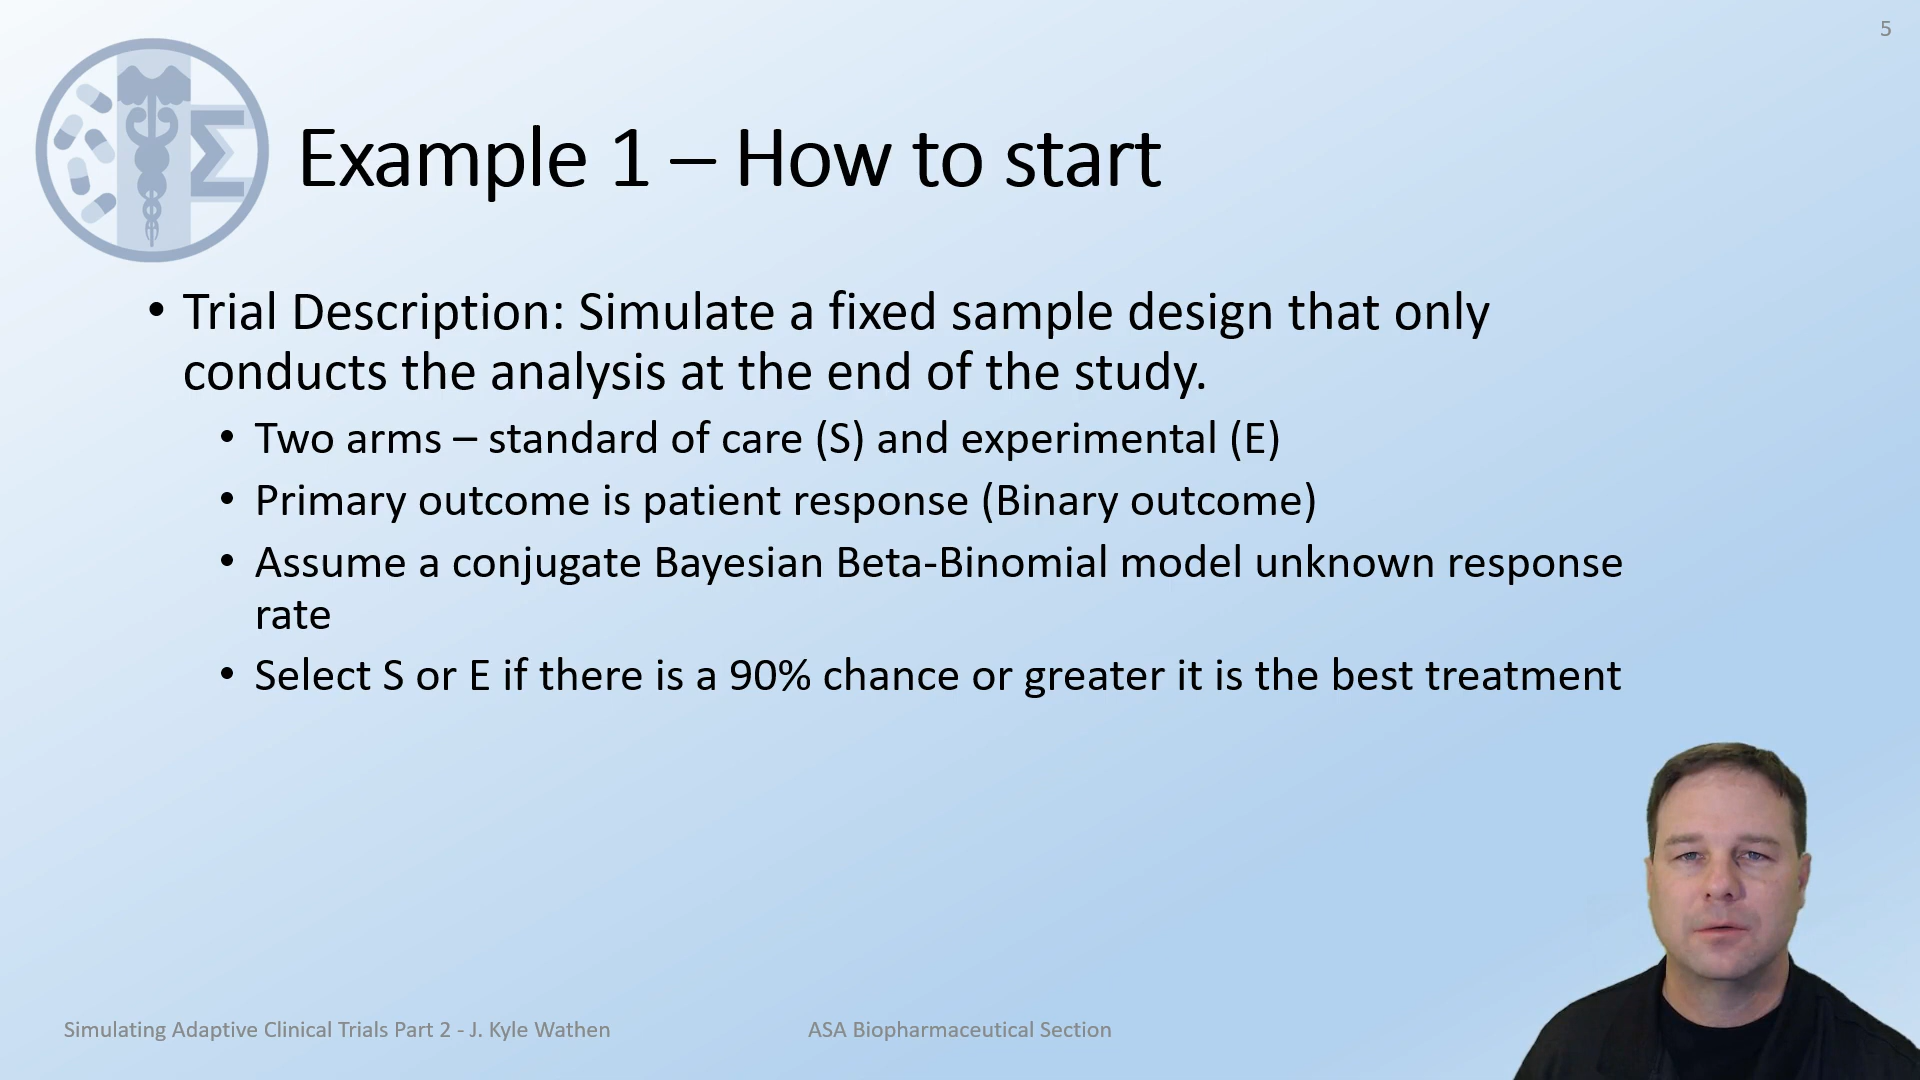 5
Example 1 – How to start
• Trial Description: Simulate a fixed sample design that only
conducts the analysis at the end of the study.
• Two arms – standard of care (S) and experimental (E)
• Primary outcome is patient response (Binary outcome)
• Assume a conjugate Bayesian Beta-Binomial model unknown response
rate
• Select S or E if there is a 90% chance or greater it is the best treatment
Simulating Adaptive Clinical Trials Part 2 - J. Kyle Wathen
ASA Biopharmaceutical Section